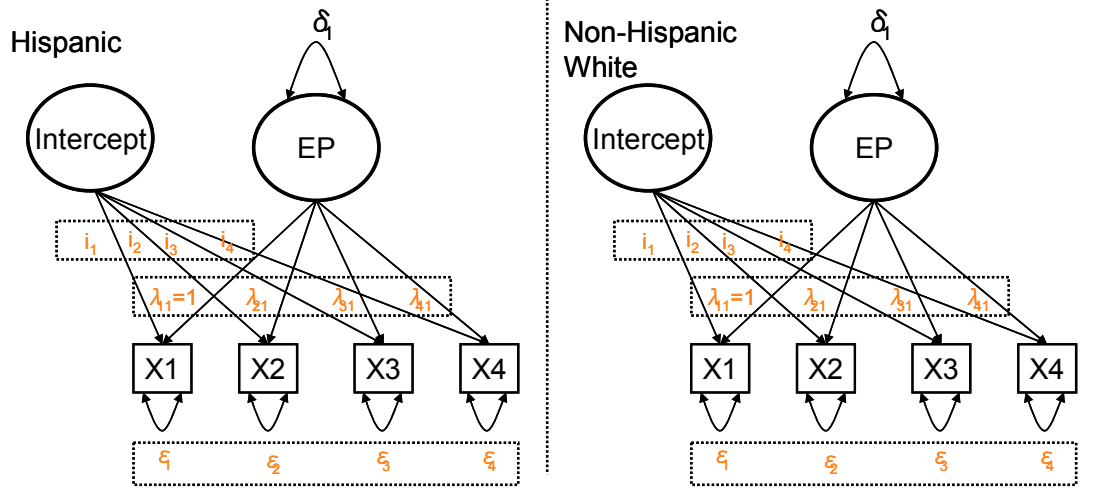 Hispanic
δ1
Intercept
EP
i1 i2 i3 i4
λ11=1 λ21 λ31 λ41
X1 X2 X3 X4
ε1 ε2 ε3 ε4
Non-Hispanic
White
δ1
Intercept
EP
i1 i2 i3 i4
λ11=1 λ21 λ31 λ41
X1 X2 X3 X4
ε1 ε2 ε3 ε4